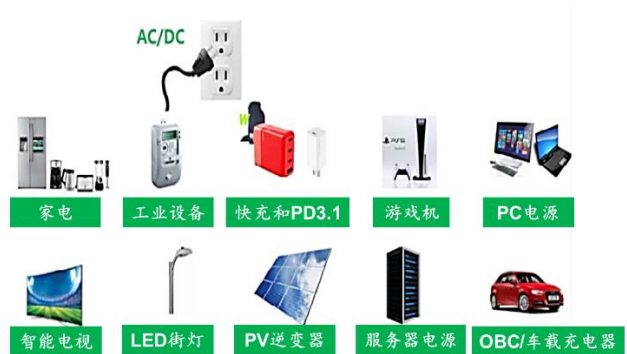 AC/DC
PS5
家电
工业设备
快充和PD3.1
游戏机
PC电源
智能电视
LED街灯
PV逆变器
服务器电源
OBC/车载充电器